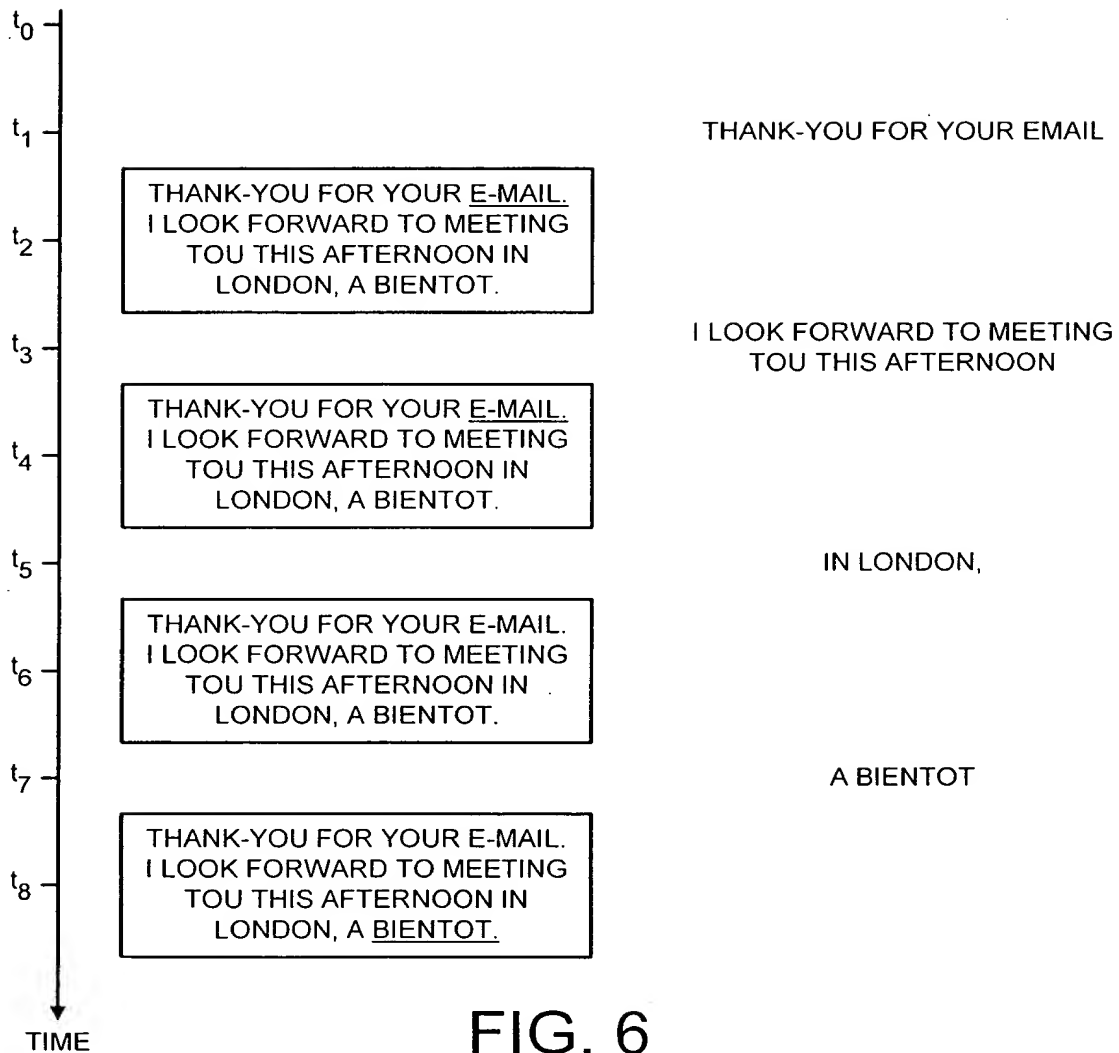 t0
t1
THANK-YOU FOR YOUR EMAIL
THANK-YOU FOR YOUR E-MAIL.
I LOOK FORWARD TO MEETING
TOU THIS AFTERNOON IN
LONDON, A BIENTOT.
t2
I LOOK FORWARD TO MEETING
TOU THIS AFTERNOON
t3
THANK-YOU FOR YOUR E-MAIL.
I LOOK FORWARD TO MEETING
TOU THIS AFTERNOON IN
LONDON, A BIENTOT.
t4
t5
IN LONDON,
THANK-YOU FOR YOUR E-MAIL.
I LOOK FORWARD TO MEETING
TOU THIS AFTERNOON IN
LONDON, A BIENTOT.
t6
t7
A BIENTOT
THANK-YOU FOR YOUR E-MAIL.
I LOOK FORWARD TO MEETING
TOU THIS AFTERNOON IN
LONDON, A BIENTOT.
t8
TIME
FIG. 6